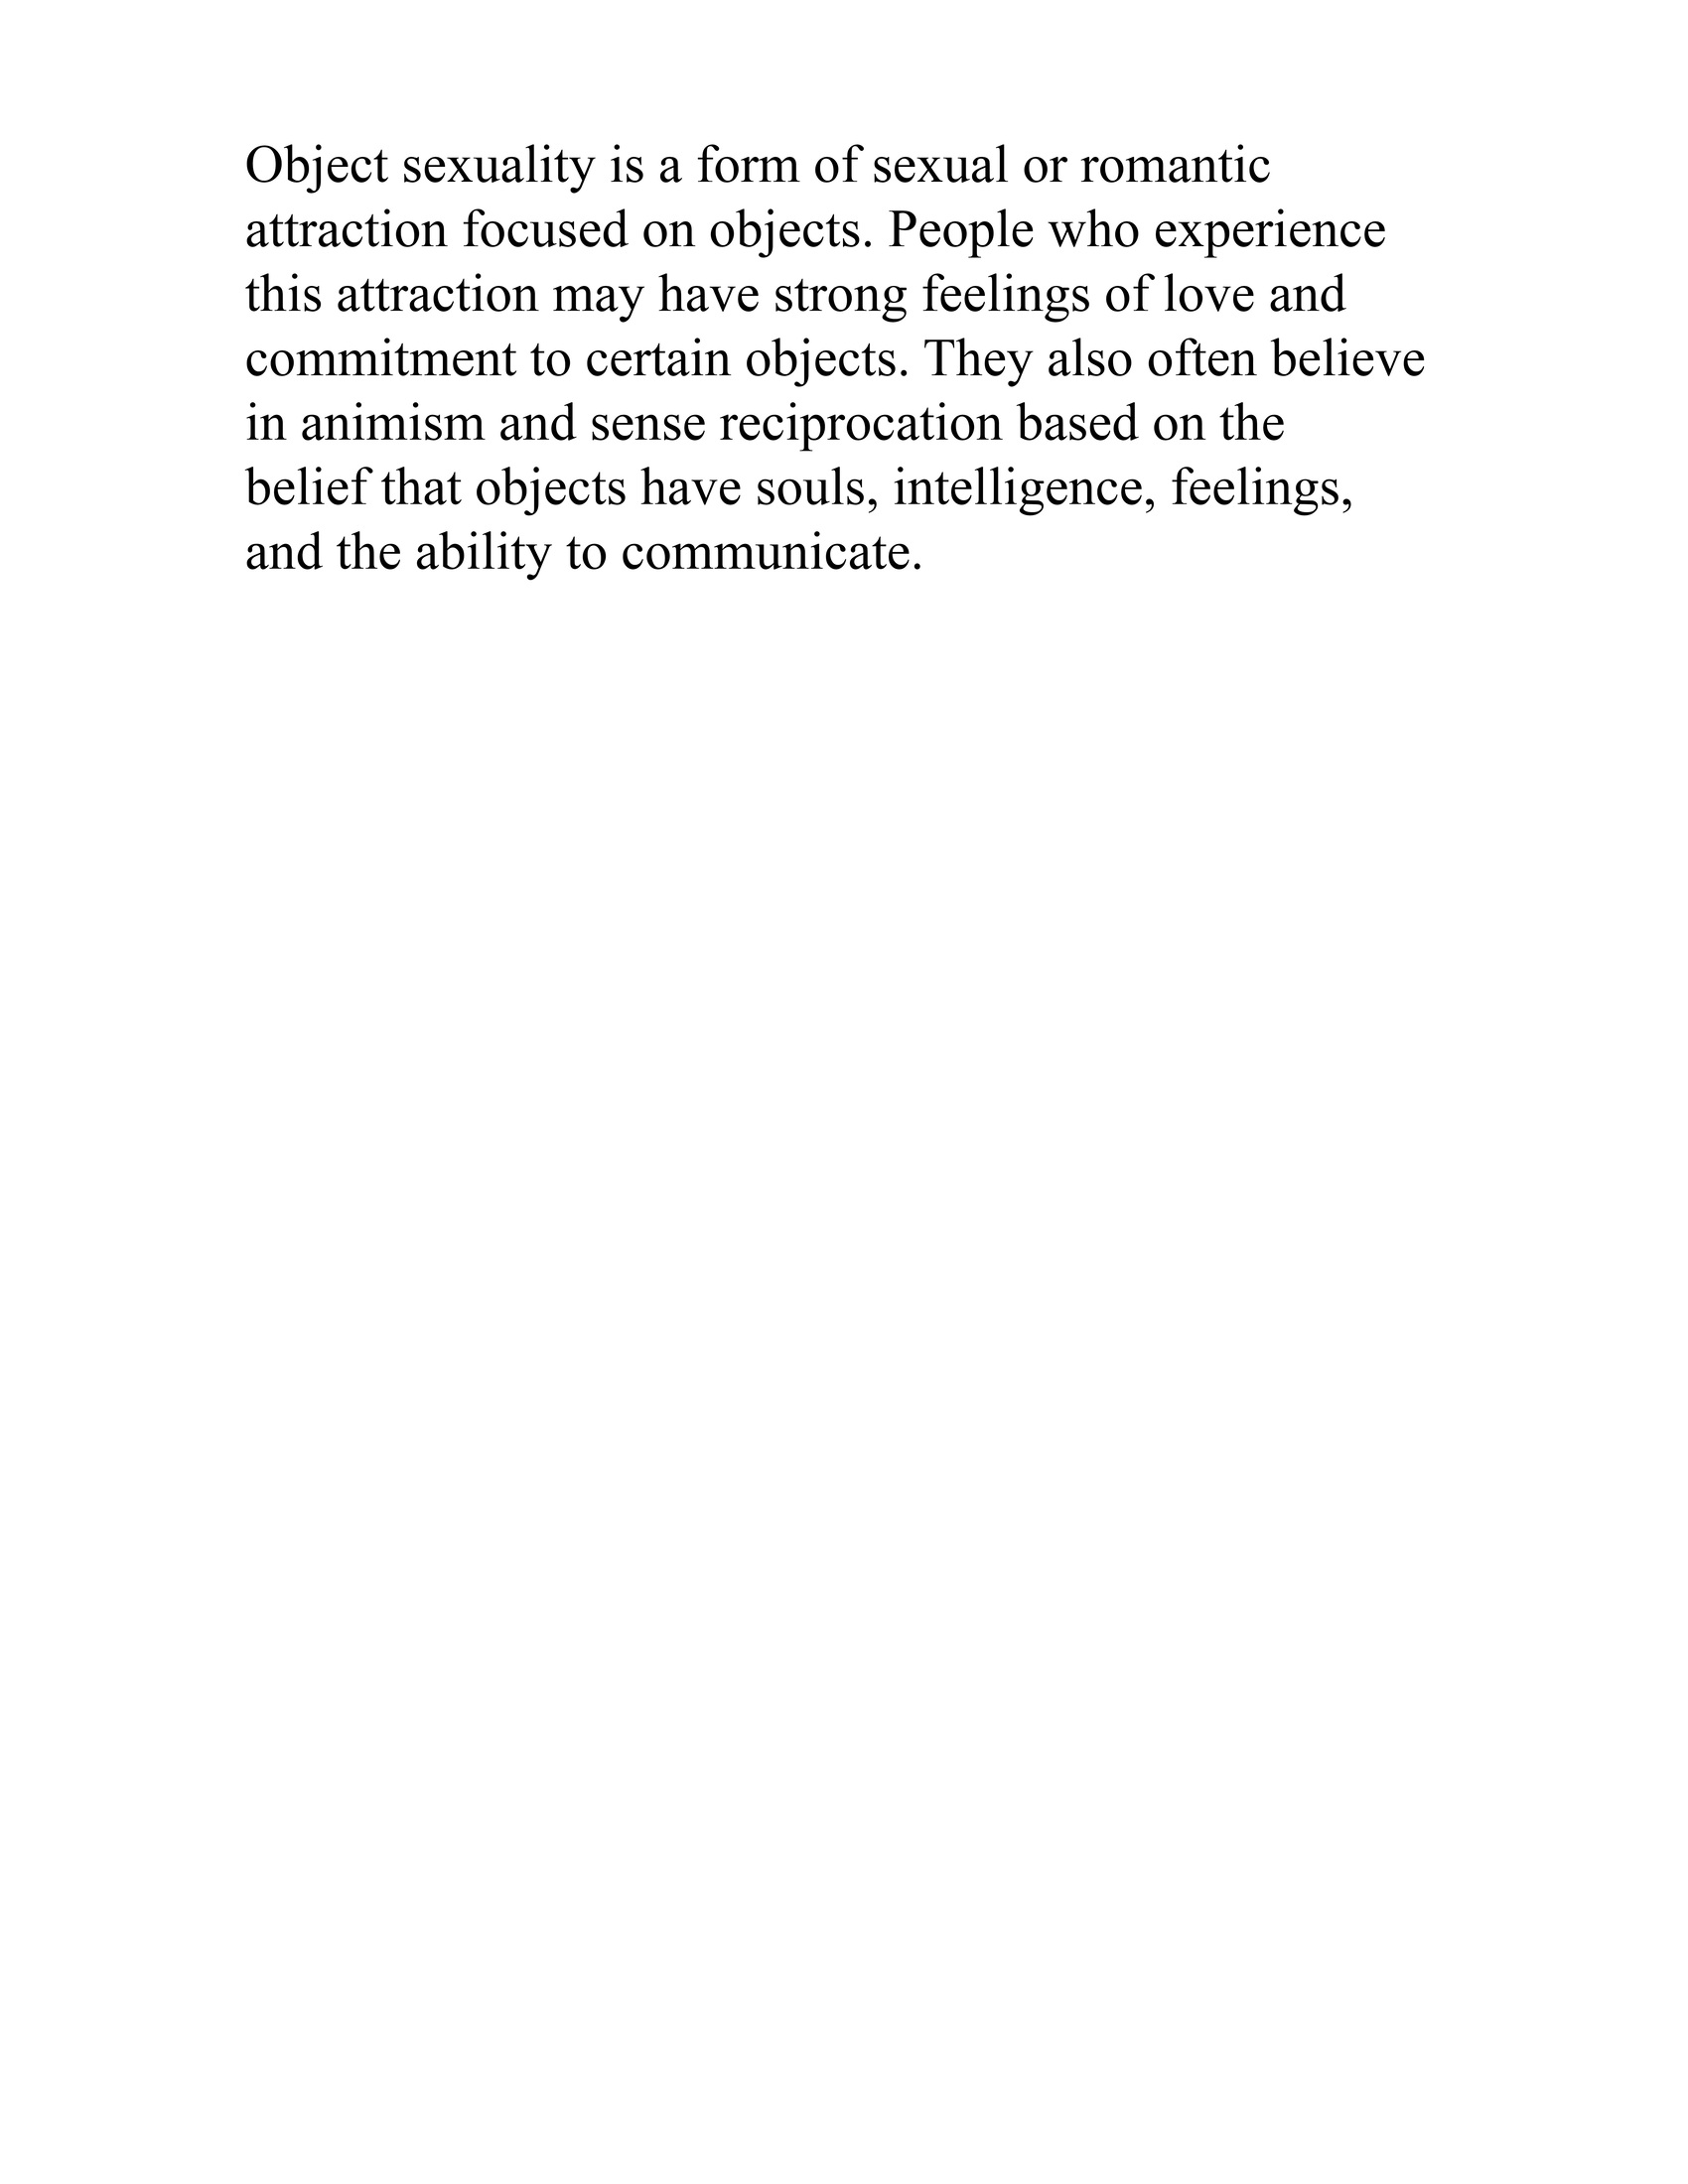 Object sexuality is a form of sexual or romantic
attraction focused on objects. People who experience
this attraction may have strong feelings of love and
commitment to certain objects. They also often believe
in animism and sense reciprocation based on the
belief that objects have souls, intelligence, feelings,
and the ability to communicate.